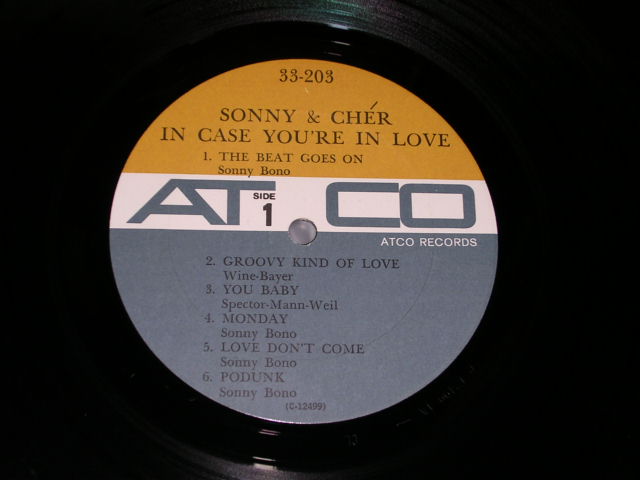 33-203
SONNY & CHÉR
IN CASE YOU'RE IN LOVE
1. THE BEAT GOES ON
Sonny Bono
ATCO
SIDE
1
ATCO RECORDS
2. GROOVY KIND OF LOVE
Wine-Bayer
3. YOU BABY
Spector-Mann-Weil
4. MONDAY
Sonny Bono
5. LOVE DON'T COME
Sonny Bono
6. PODUNK
Sonny Bono
(C-12499)